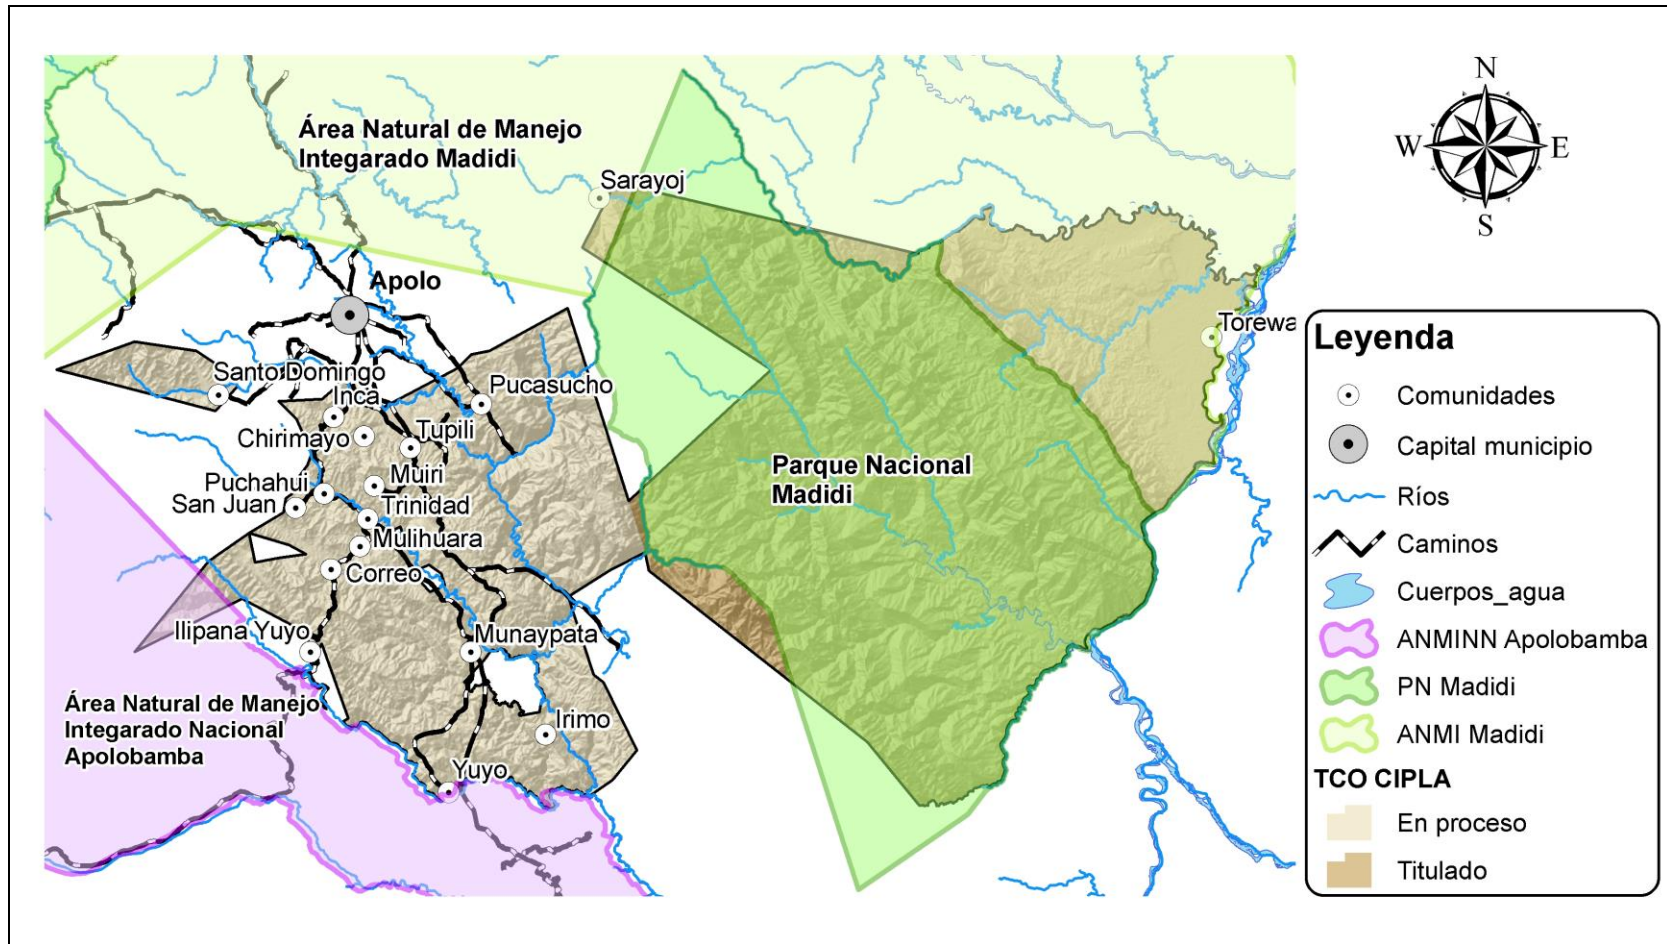 N
W
E
S
Área Natural de Manejo
Integarado Madidi
Sarayoj
Apolo
Torewa
Santo Domingo
Inca
Pucasucho
Chirimayo
Tupili
Parque Nacional
Madidi
Muiri
Puchahui
San Juan
Trinidad
Mulihuara
Correo
Ilipana Yuyo
Munaypata
Área Natural de Manejo
Integarado Nacional
Apolobamba
Irimo
Yuyo
Leyenda
Comunidades
Capital municipio
Ríos
Caminos
Cuerpos_agua
ANMINN Apolobamba
PN Madidi
ANMI Madidi
TCO CIPLA
En proceso
Titulado